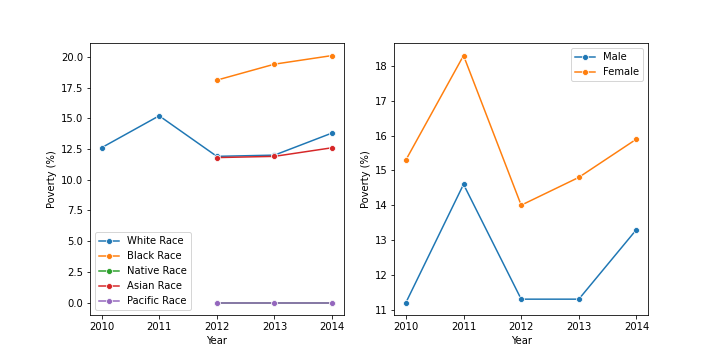 20.0
17.5
15.0
12.5
10.0
7.5
5.0
2.5
0.0
Poverty (%)
White Race
Black Race
Native Race
Asian Race
Pacific Race
2010 2011 2012 2013 2014
Year
18
17
16
15
14
13
12
11
Poverty (%)
Male
Female
2010 2011 2012 2013 2014
Year